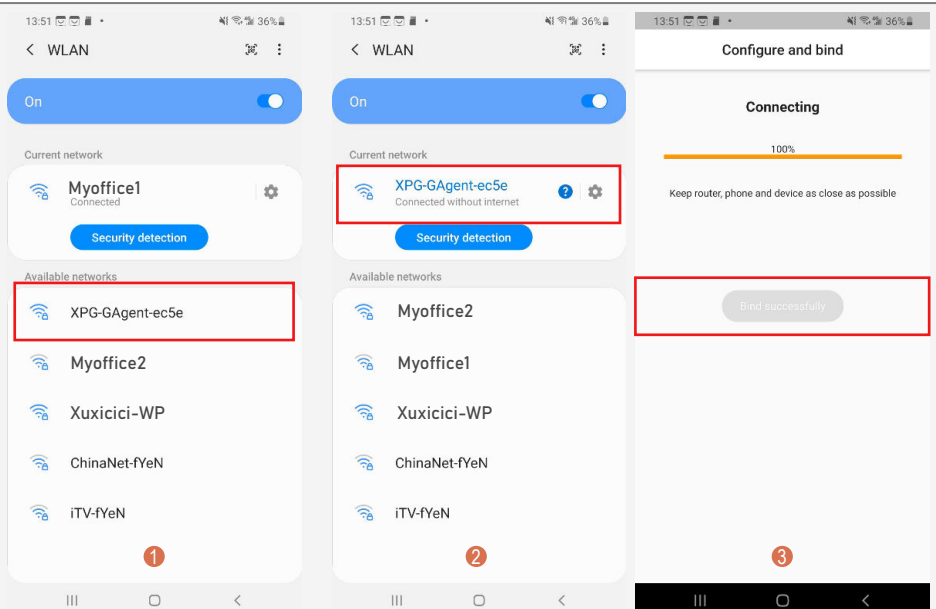 13:51 36%
WLAN
On
Current network
Myoffice1
Connected
Security detection
Available networks
XPG-GAgent-ec5e
Myoffice2
Xuxicici-WP
ChinaNet-fYeN
iTV-fYeN
1
13:51 36%
WLAN
On
Current network
XPG-GAgent-ec5e
Connected without internet
?
Security detection
Available networks
Myoffice2
Myoffice1
Xuxicici-WP
ChinaNet-fYeN
iTV-fYeN
2
13:51 36%
Configure and bind
Connecting
100%
Keep router, phone and device as close as possible
Bind successfully
3